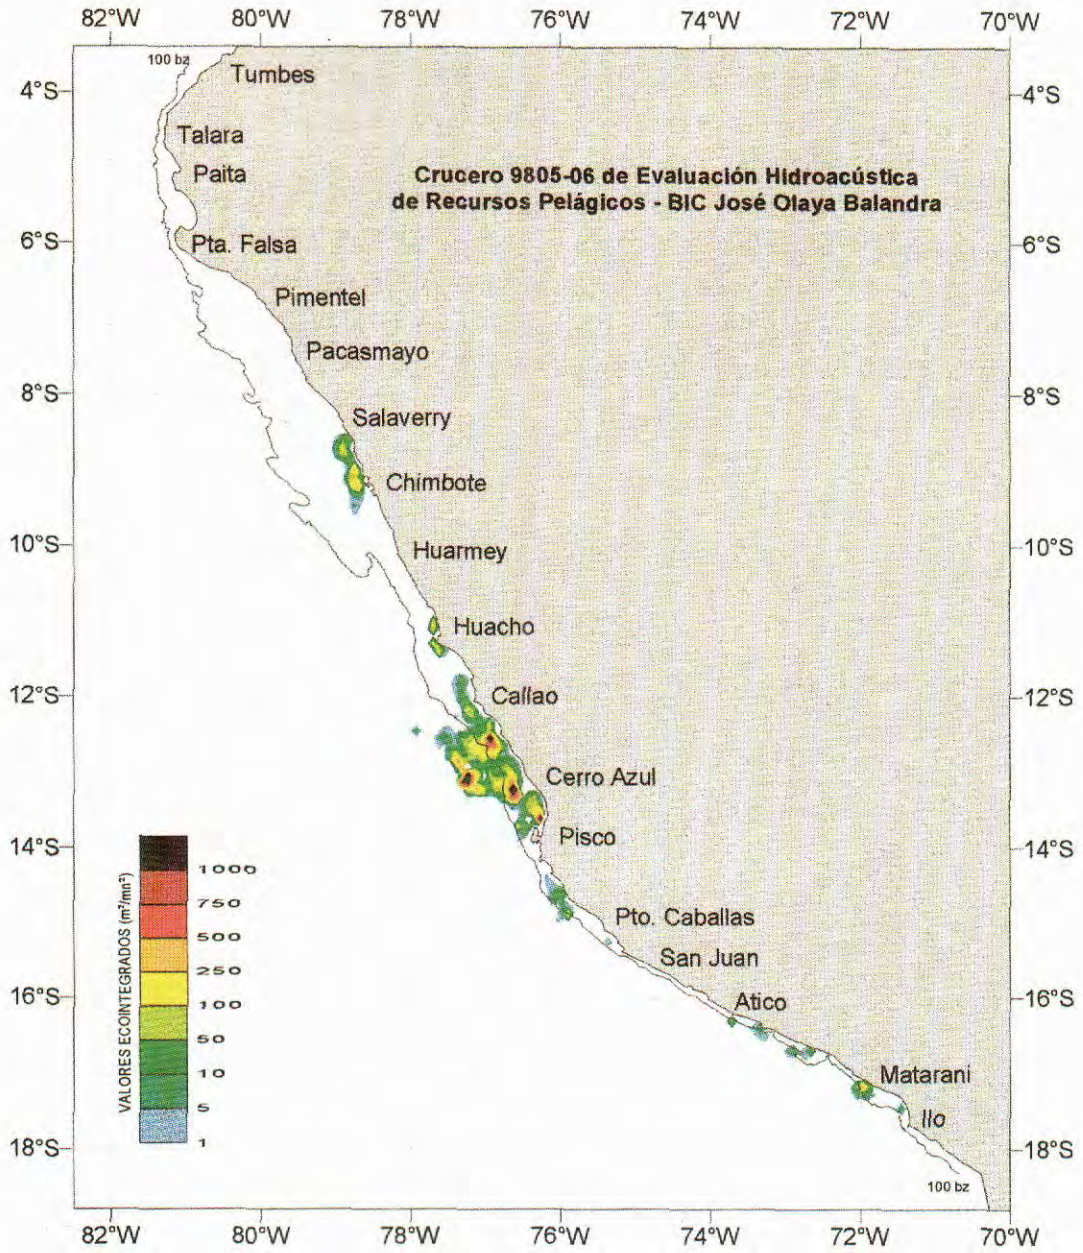 82°W 80°W 78°W 76°W 74°W 72°W 70°W
100 bz
Tumbes
4°S 4°S
Talara
Paita
Crucero 9805-06 de Evaluación Hidroacústica
de Recursos Pelágicos - BIC José Olaya Balandra
6°S 6°S
Pta. Falsa
Pimentel
Pacasmayo
8°S 8°S
Salaverry
Chimbote
10°S 10°S
Huarmey
Huacho
12°S 12°S
Callao
Cerro Azul
Pisco
14°S 14°S
VALORES ECOINTEGRADOS (m²/mn²)
1000
750
500
250
100
50
10
5
1
Pto. Caballas
San Juan
16°S 16°S
Atico
Matarani
Ilo
18°S 18°S
100 bz
82°W 80°W 78°W 76°W 74°W 72°W 70°W